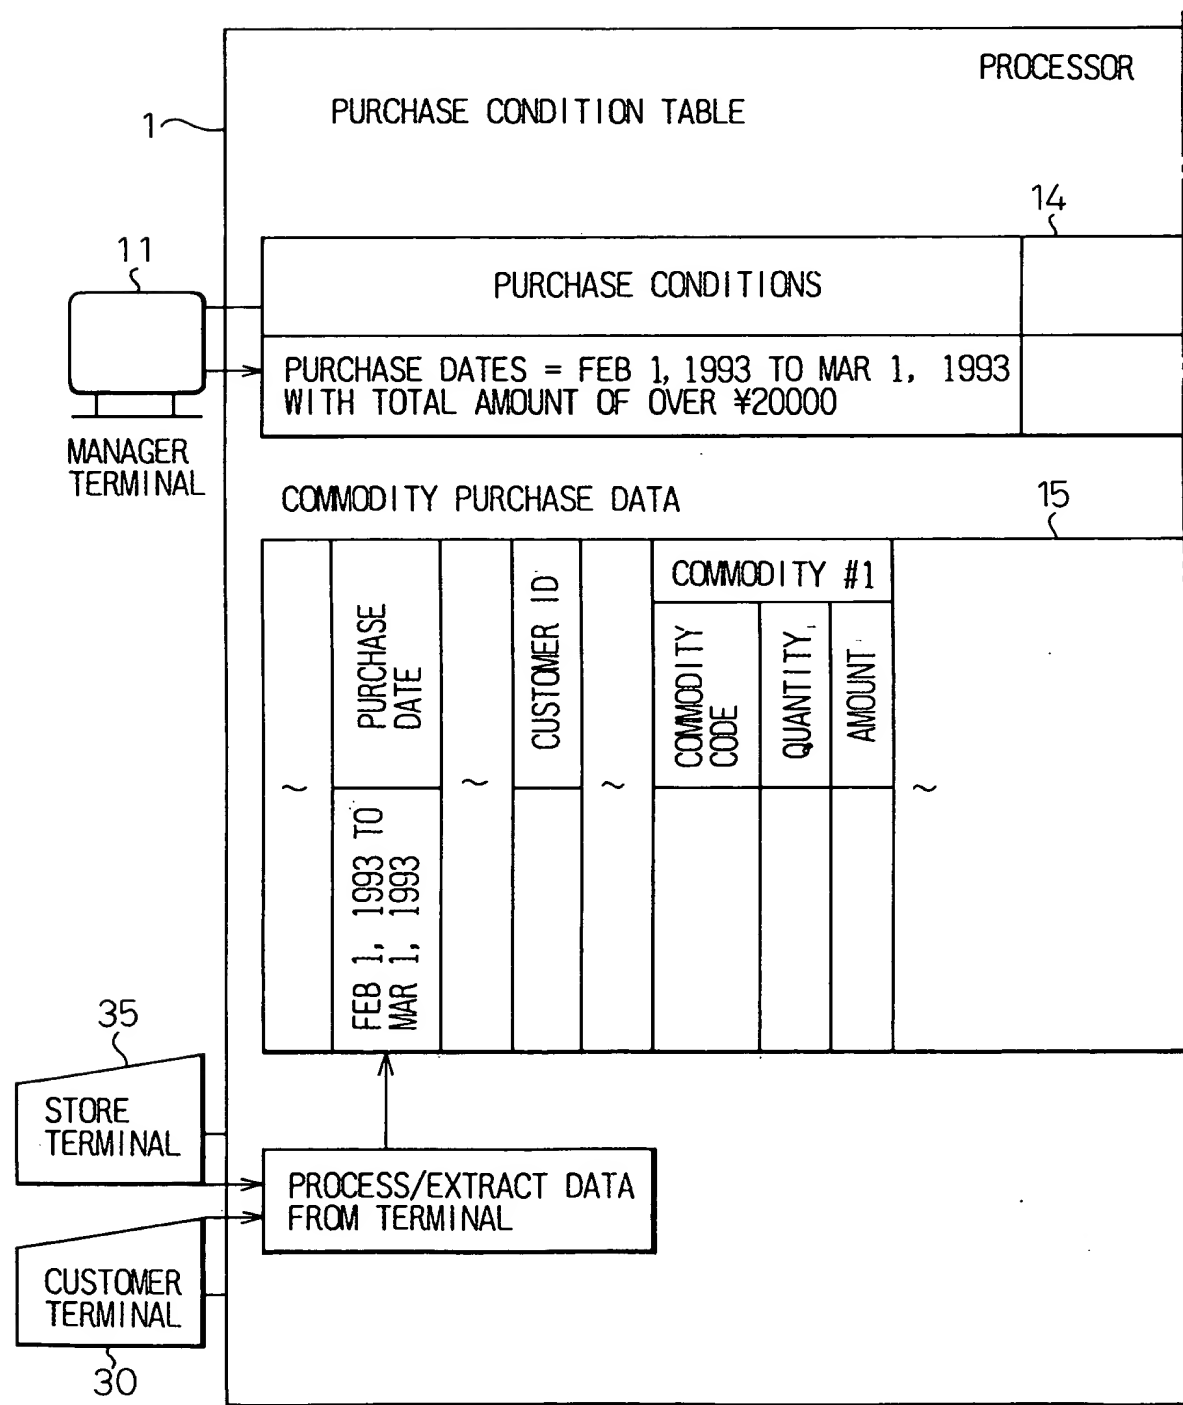 PROCESSOR
PURCHASE CONDITION TABLE
1
14
11
PURCHASE CONDITIONS
PURCHASE DATES = FEB 1, 1993 TO MAR 1, 1993
WITH TOTAL AMOUNT OF OVER ¥20000
MANAGER
TERMINAL
COMMODITY PURCHASE DATA
15
PURCHASE
DATE
CUSTOMER ID
COMMODITY #1
COMMODITY
CODE
QUANTITY
AMOUNT
~
~
~
~
FEB 1, 1993 TO
MAR 1, 1993
35
STORE
TERMINAL
PROCESS/EXTRACT DATA
FROM TERMINAL
CUSTOMER
TERMINAL
30